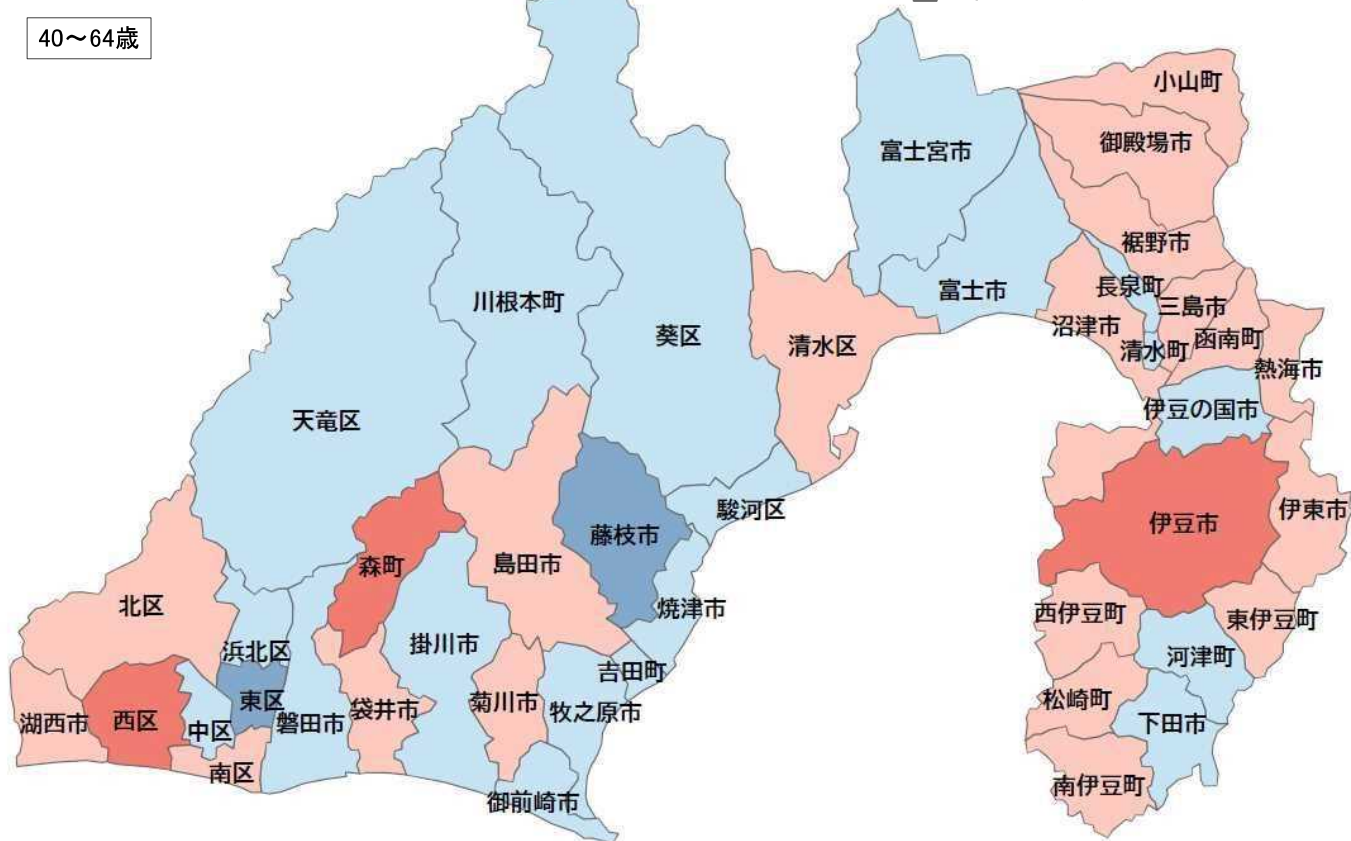 40～64歳
小山町
御殿場市
富士宮市
裾野市
長泉町
富士市
三島市
沼津市
函南町
清水町
熱海市
川根本町
葵区
清水区
伊豆の国市
天竜区
駿河区
伊豆市
伊東市
藤枝市
島田市
森町
北区
焼津市
西伊豆町
東伊豆町
掛川市
浜北区
河津町
吉田町
東区
菊川市
松崎町
袋井市
牧之原市
湖西市
西区
中区
磐田市
下田市
南区
南伊豆町
御前崎市